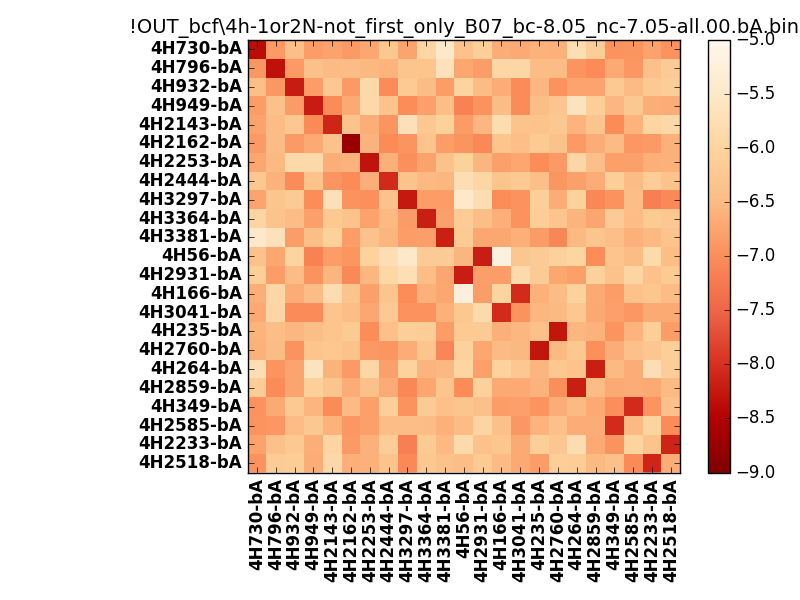 !OUT_bcf\4h-1or2N-not_first_only_B07_bc-8.05_nc-7.05-all.00.bA.bin
4H730-bA
4H796-bA
4H932-bA
4H949-bA
4H2143-bA
4H2162-bA
4H2253-bA
4H2444-bA
4H3297-bA
4H3364-bA
4H3381-bA
4H56-bA
4H2931-bA
4H166-bA
4H3041-bA
4H235-bA
4H2760-bA
4H264-bA
4H2859-bA
4H349-bA
4H2585-bA
4H2233-bA
4H2518-bA
4H730-bA
4H796-bA
4H932-bA
4H949-bA
4H2143-bA
4H2162-bA
4H2253-bA
4H2444-bA
4H3297-bA
4H3364-bA
4H3381-bA
4H56-bA
4H2931-bA
4H166-bA
4H3041-bA
4H235-bA
4H2760-bA
4H264-bA
4H2859-bA
4H349-bA
4H2585-bA
4H2233-bA
4H2518-bA
−5.0
−5.5
−6.0
−6.5
−7.0
−7.5
−8.0
−8.5
−9.0